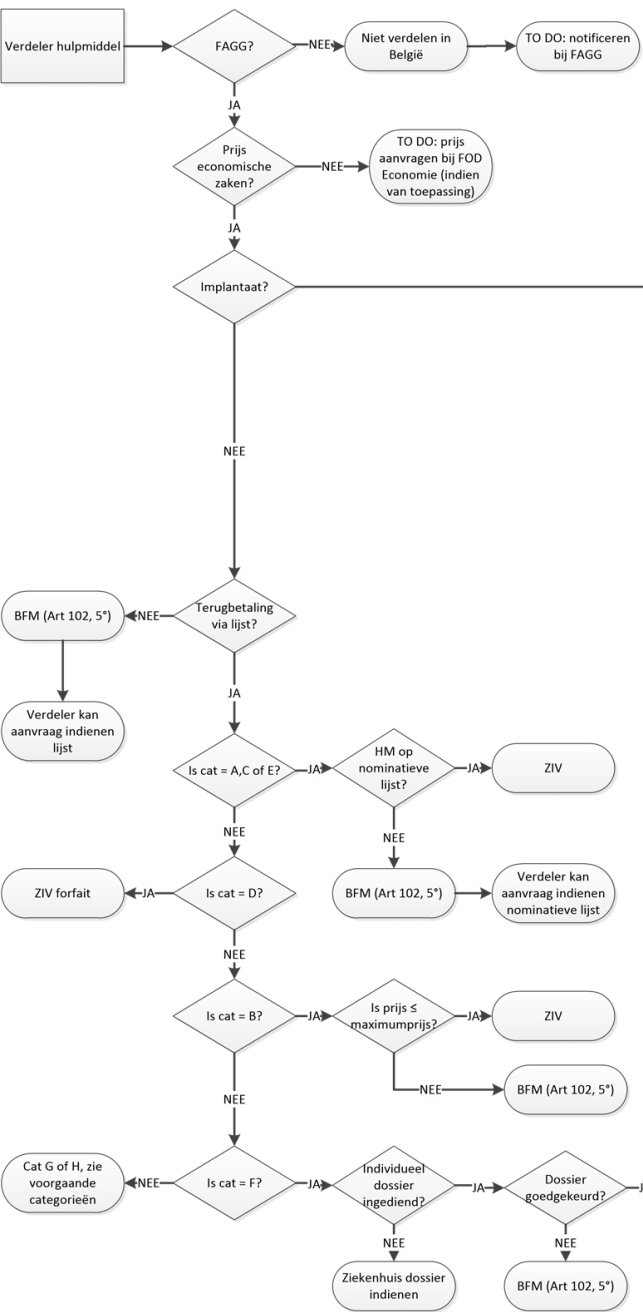 Verdeler hulpmiddel
FAGG?
NEE
Niet verdelen in
België
TO DO: notificeren
bij FAGG
JA
Prijs
economische
zaken?
NEE
TO DO: prijs
aanvragen bij FOD
Economie (indien
van toepassing)
JA
Implantaat?
NEE
Terugbetaling
via lijst?
NEE
BFM (Art 102, 5°)
Verdeler kan
aanvraag indienen
lijst
JA
Is cat = A,C of E?
JA
HM op
nominatieve
lijst?
JA
ZIV
NEE
BFM (Art 102, 5°)
Verdeler kan
aanvraag indienen
nominatieve lijst
NEE
Is cat = D?
JA
ZIV forfait
NEE
Is cat = B?
JA
Is prijs ≤
maximumprijs?
JA
ZIV
NEE
BFM (Art 102, 5°)
NEE
Is cat = F?
NEE
Cat G of H, zie
voorgaande
categorieën
JA
Individueel
dossier
ingediend?
JA
Dossier
goedgekeurd?
NEE
Ziekenhuis dossier
indienen
NEE
BFM (Art 102, 5°)